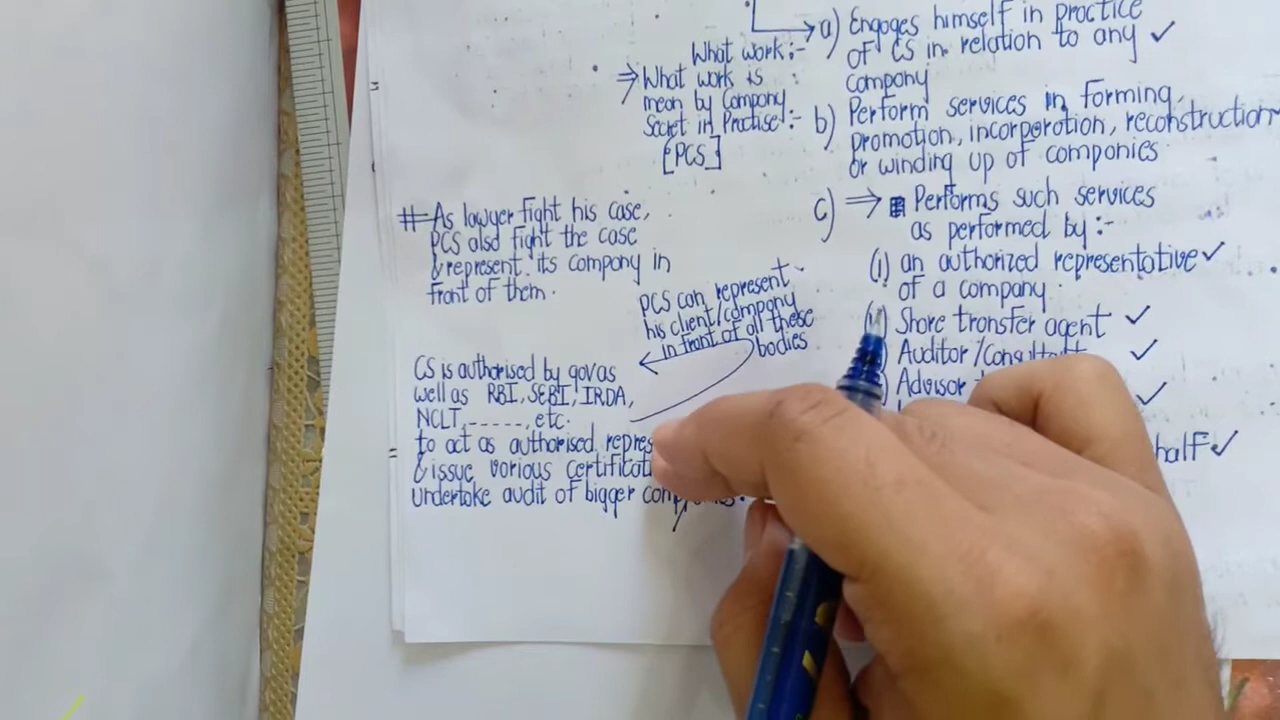 What work:-
⇒ What work is
mean by Company
Secret in Practise:-
[PCS]
a) Engages himself in practice
of CS in relation to any ✓
company
b) Perform services in forming,
promotion, incorporation, reconstruction
or winding up of companies
c) ⇒ Performs such services
as performed by:-
(i) an authorized representative ✓
of a company
Share transfer agent ✓
Auditor / ✓
Advisor ✓
half ✓
# As lawyer fight his case,
PCS also fight the case
& represent its company in
front of them.
PCS can represent
his client/company
in front of all these
bodies
CS is authorised by gov as
well as RBI, SEBI, IRDA,
NCLT,-----, etc.
to act as authorised repres
& issue various certificat
undertake audit of bigger